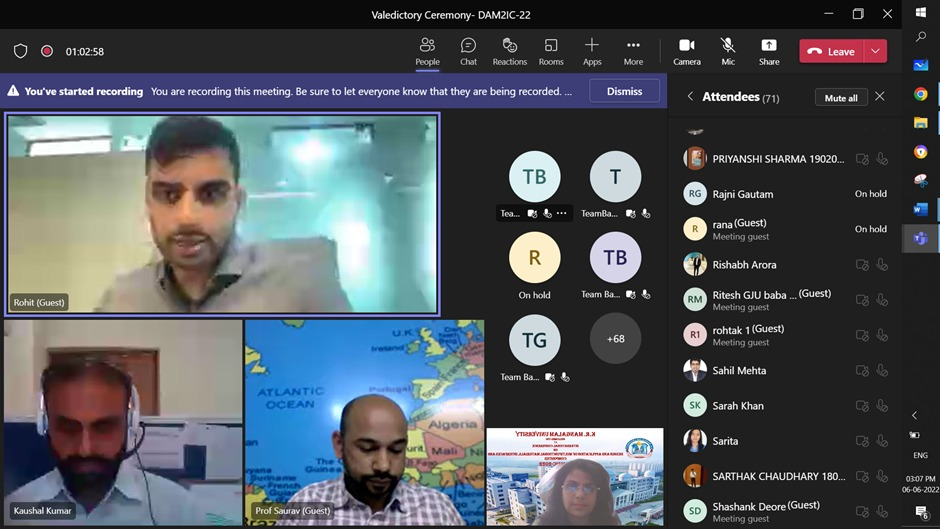 Valedictory Ceremony- DAM2IC-22
01:02:58
People
Chat
Reactions
Rooms
Apps
More
Camera
Mic
Share
Leave
You've started recording You are recording this meeting. Be sure to let everyone know that they are being recorded. ...
Dismiss
Attendees (71)
Mute all
Rohit (Guest)
TB
Tea...
T
TeamBa...
R
On hold
TB
Team Ba...
TG
Team Ba...
+68
U.K.
Ireland
ATLANTIC
OCEAN
Portugal
Algeria
Mali
Kaushal Kumar
Prof Saurav (Guest)
K.R. MANGALAM UNIVERSITY
PRIYANSHI SHARMA 19020...
RG
Rajni Gautam
On hold
R
rana (Guest)
Meeting guest
On hold
Rishabh Arora
RM
Ritesh GJU baba ... (Guest)
Meeting guest
R1
rohtak 1 (Guest)
Meeting guest
Sahil Mehta
SK
Sarah Khan
Sarita
SARTHAK CHAUDHARY 180...
SD
Shashank Deore (Guest)
Meeting guest
ENG
03:07 PM
06-06-2022
6